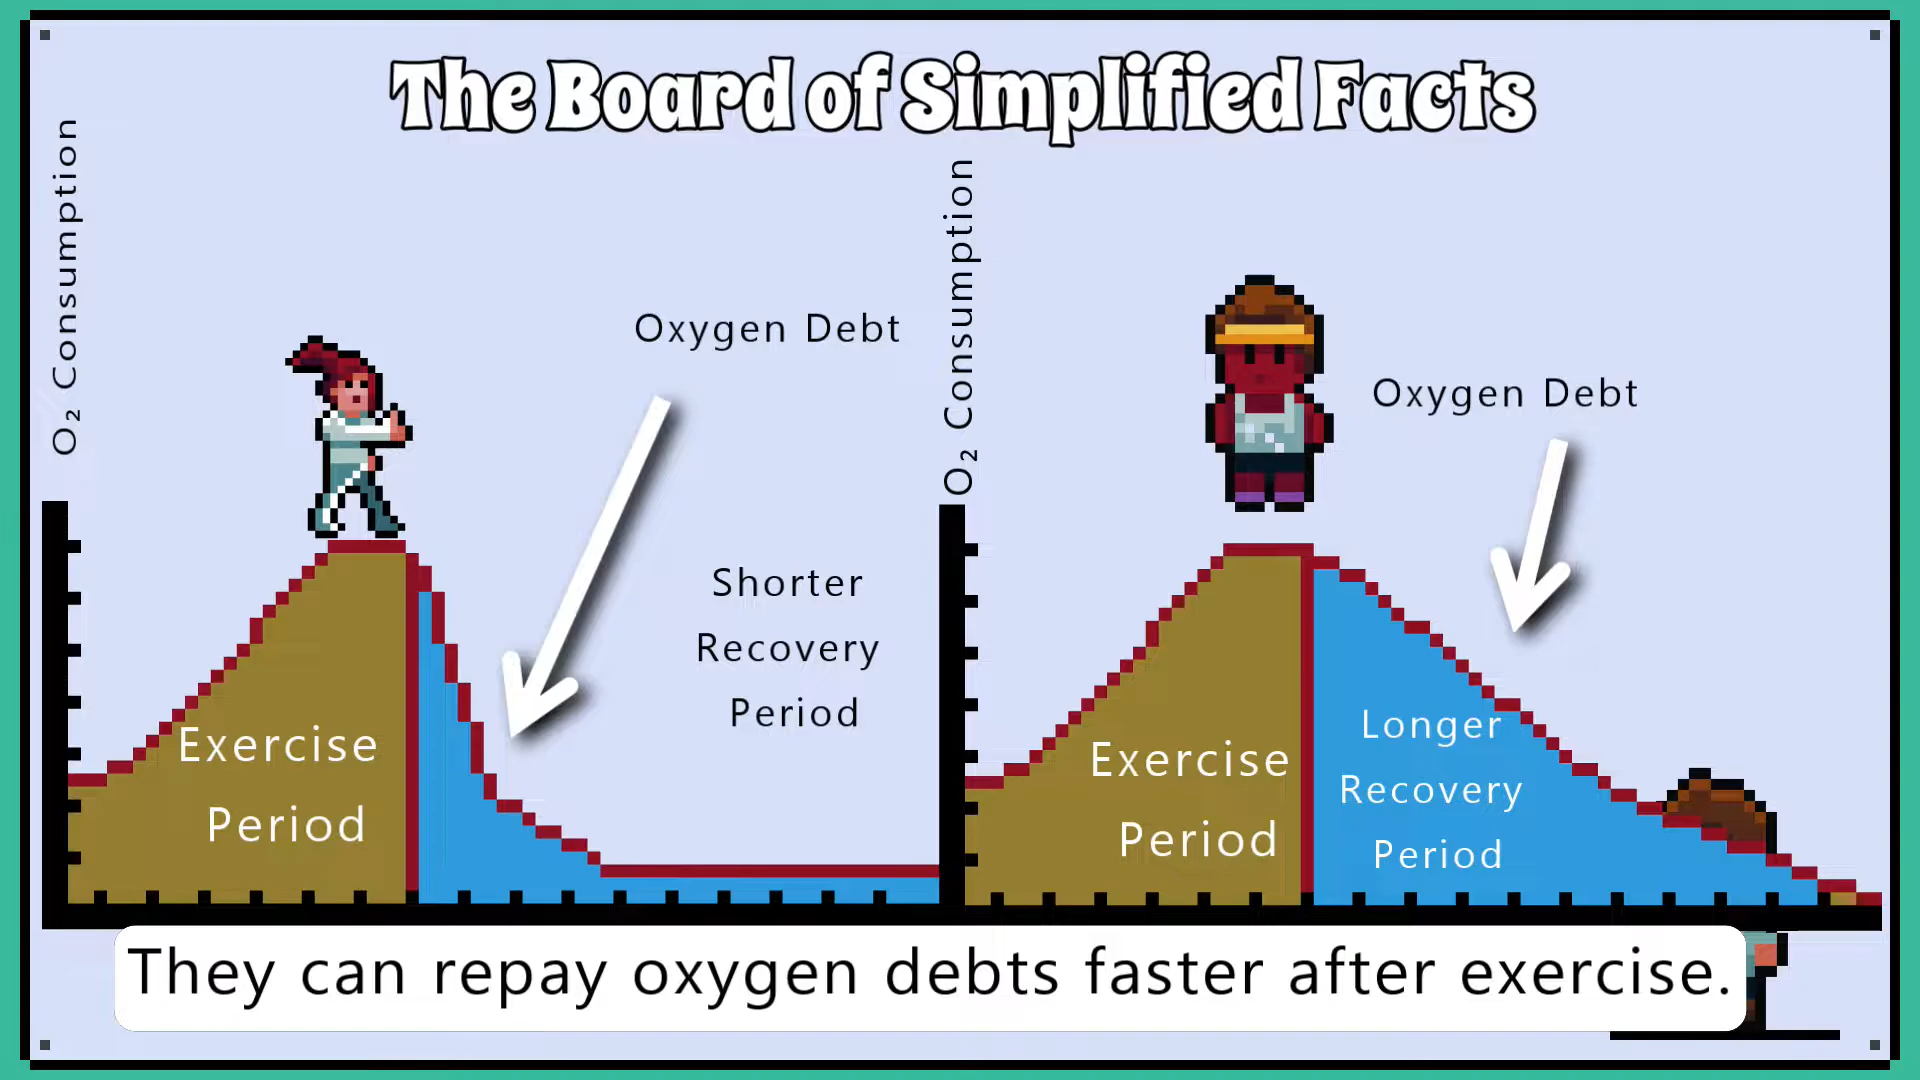 The Board of Simplified Facts
O₂ Consumption
Oxygen Debt
Shorter
Recovery
Period
Exercise
Period
O₂ Consumption
Oxygen Debt
Longer
Recovery
Period
Exercise
Period
They can repay oxygen debts faster after exercise.